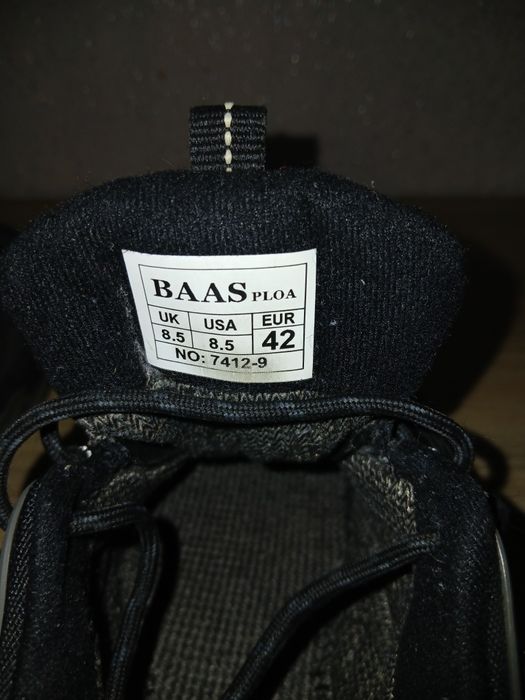 BAAS PLOA
UK USA EUR
8.5 8.5 42
NO: 7412-9